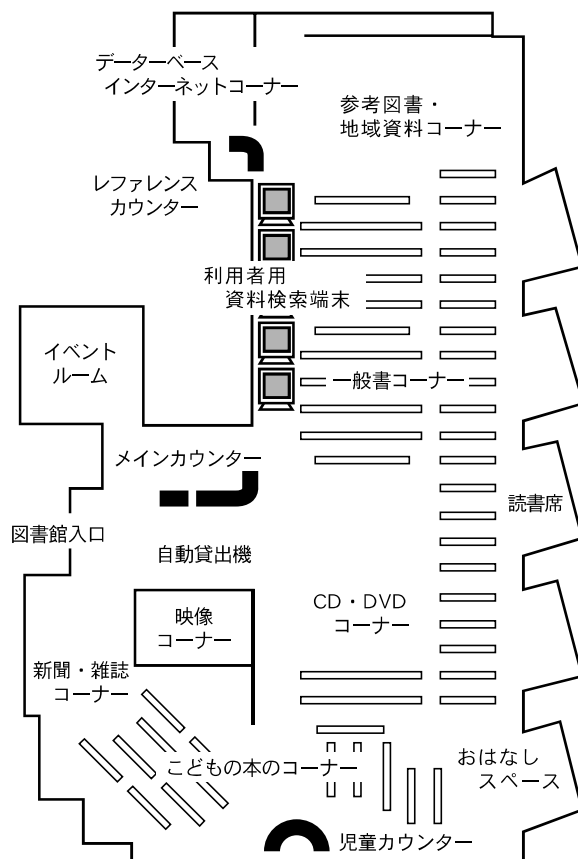 データーベース
インターネットコーナー
参考図書・
地域資料コーナー
レファレンス
カウンター
利用者用
資料検索端末
イベント
ルーム
一般書コーナー
メインカウンター
読書席
図書館入口
自動貸出機
CD・DVD
コーナー
映像
コーナー
新聞・雑誌
コーナー
こどもの本のコーナー
おはなし
スペース
児童カウンター